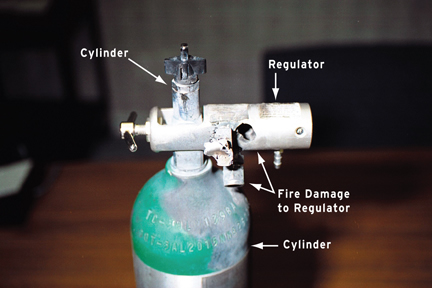 Cylinder
Regulator
Fire Damage
to Regulator
Cylinder